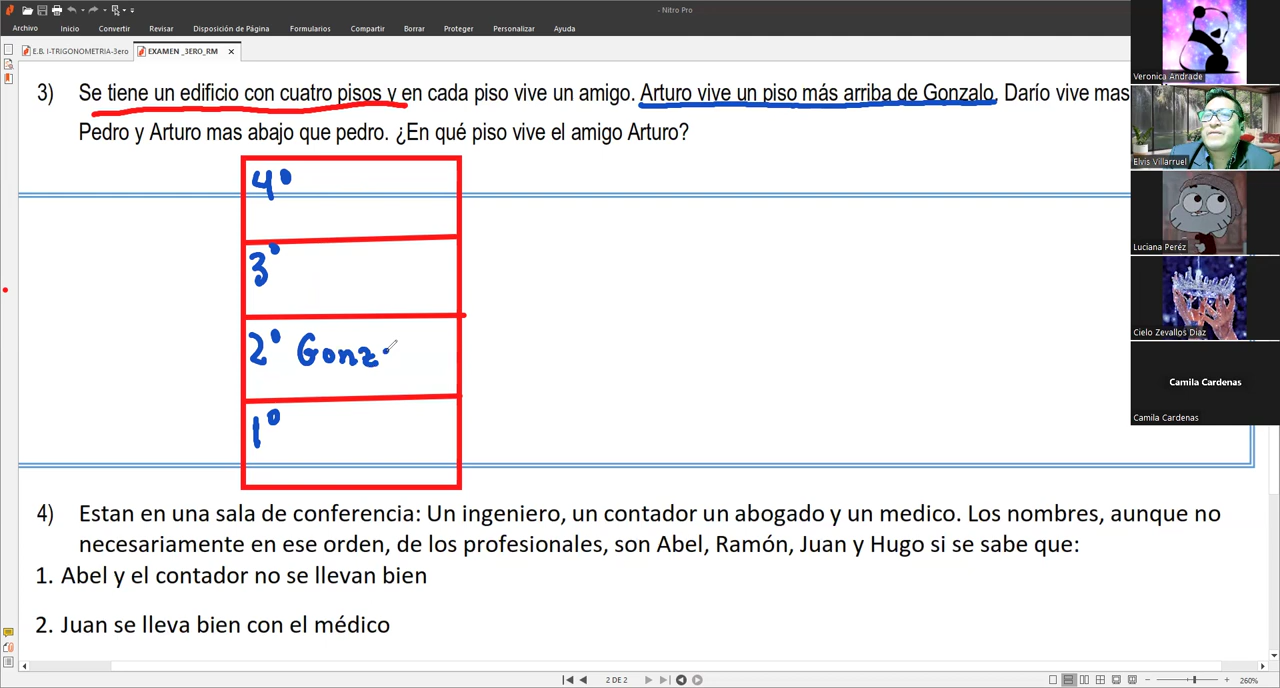 - Nitro Pro
Archivo Inicio Convertir Revisar Disposición de Página Formularios Compartir Borrar Proteger Personalizar Ayuda
E.B. I-TRIGONOMETRIA-3ero EXAMEN _3ERO_RM
3) Se tiene un edificio con cuatro pisos y en cada piso vive un amigo. Arturo vive un piso más arriba de Gonzalo. Darío vive mas
Pedro y Arturo mas abajo que pedro. ¿En qué piso vive el amigo Arturo?
4º
3º
2º Gonz
1º
4) Estan en una sala de conferencia: Un ingeniero, un contador un abogado y un medico. Los nombres, aunque no
necesariamente en ese orden, de los profesionales, son Abel, Ramón, Juan y Hugo si se sabe que:
1. Abel y el contador no se llevan bien
2. Juan se lleva bien con el médico
Veronica Andrade
Elvis Villarruel
Luciana Peréz
Cielo Zevallos Diaz
Camila Cardenas
Camila Cardenas
2 DE 2
260%